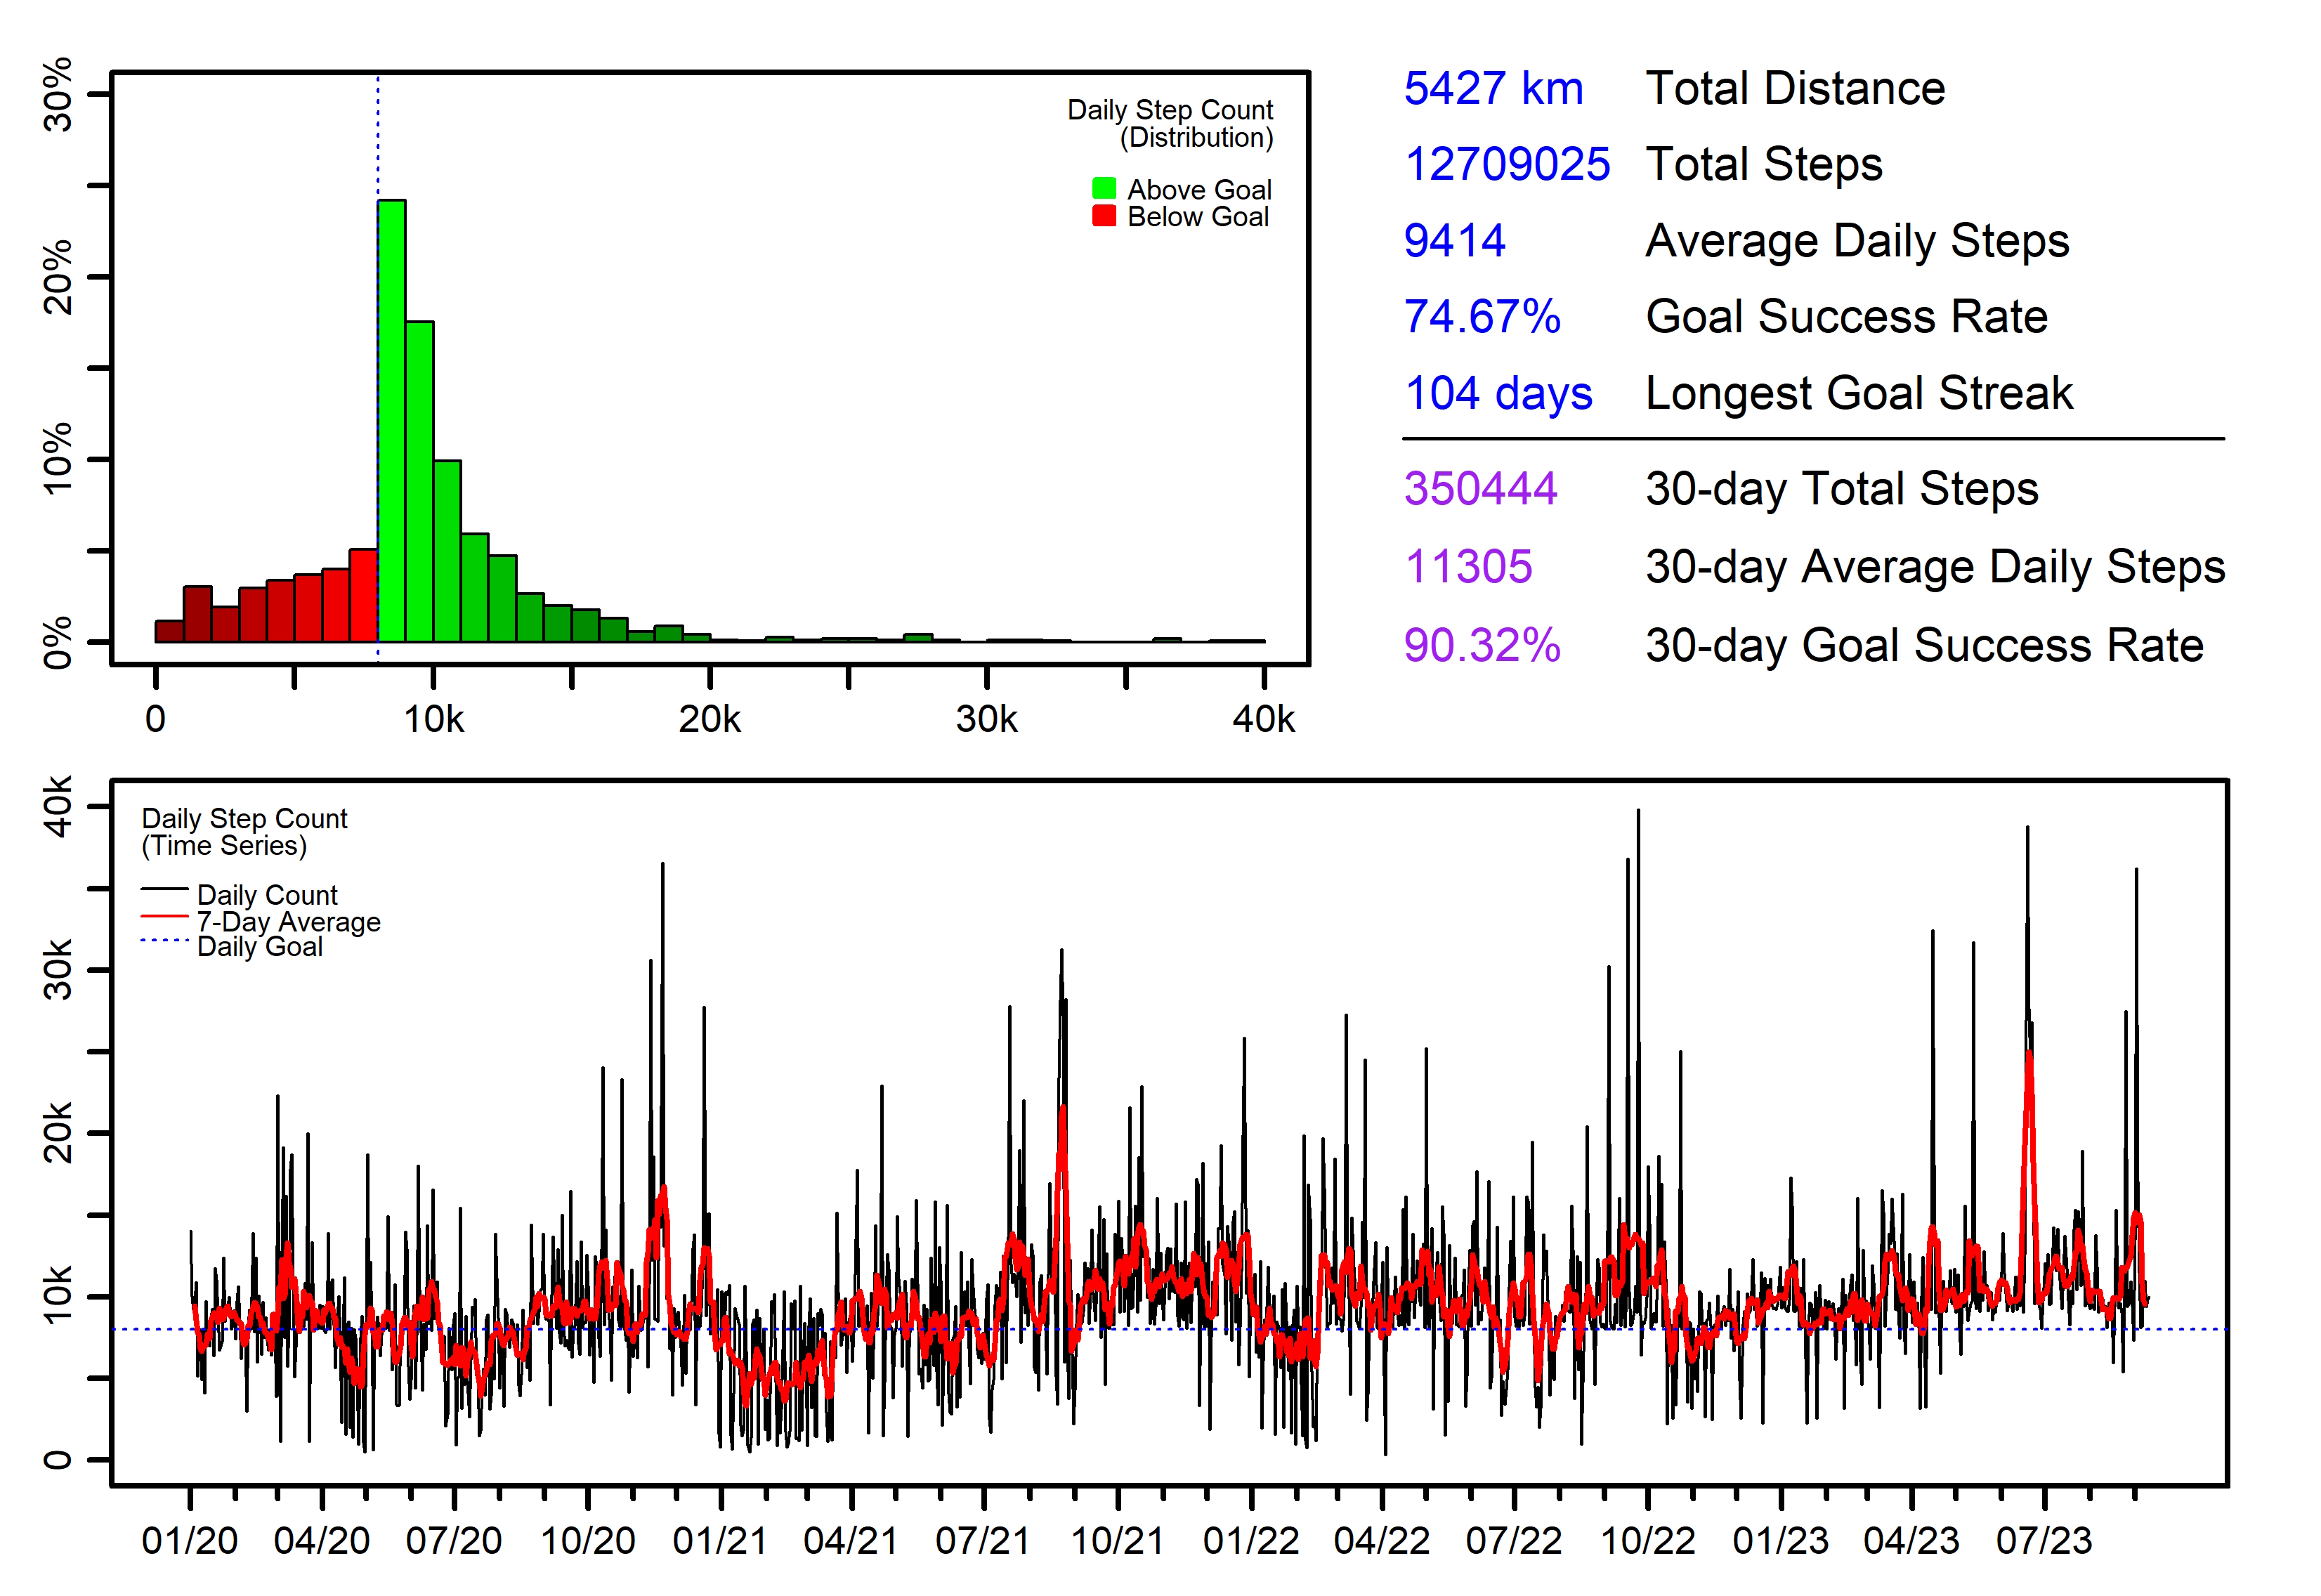 30%
20%
10%
0%
0 10k 20k 30k 40k
Daily Step Count
(Distribution)
Above Goal
Below Goal
5427 km Total Distance
12709025 Total Steps
9414 Average Daily Steps
74.67% Goal Success Rate
104 days Longest Goal Streak
350444 30-day Total Steps
11305 30-day Average Daily Steps
90.32% 30-day Goal Success Rate
40k
30k
20k
10k
0
Daily Step Count
(Time Series)
Daily Count
7-Day Average
Daily Goal
01/20 04/20 07/20 10/20 01/21 04/21 07/21 10/21 01/22 04/22 07/22 10/22 01/23 04/23 07/23